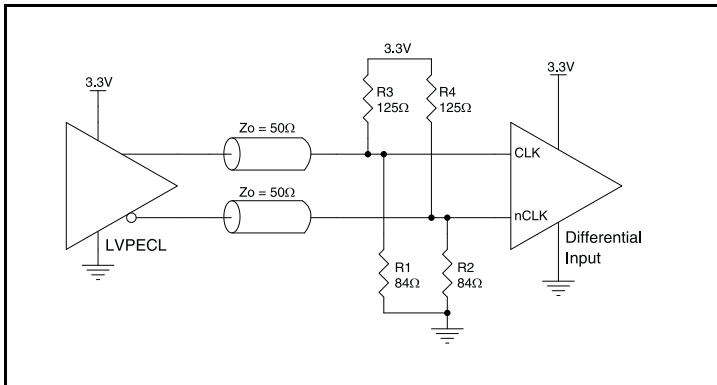 3.3V
3.3V
3.3V
R3
125Ω
R4
125Ω
Zo = 50Ω
CLK
Zo = 50Ω
nCLK
LVPECL
Differential
Input
R1
84Ω
R2
84Ω